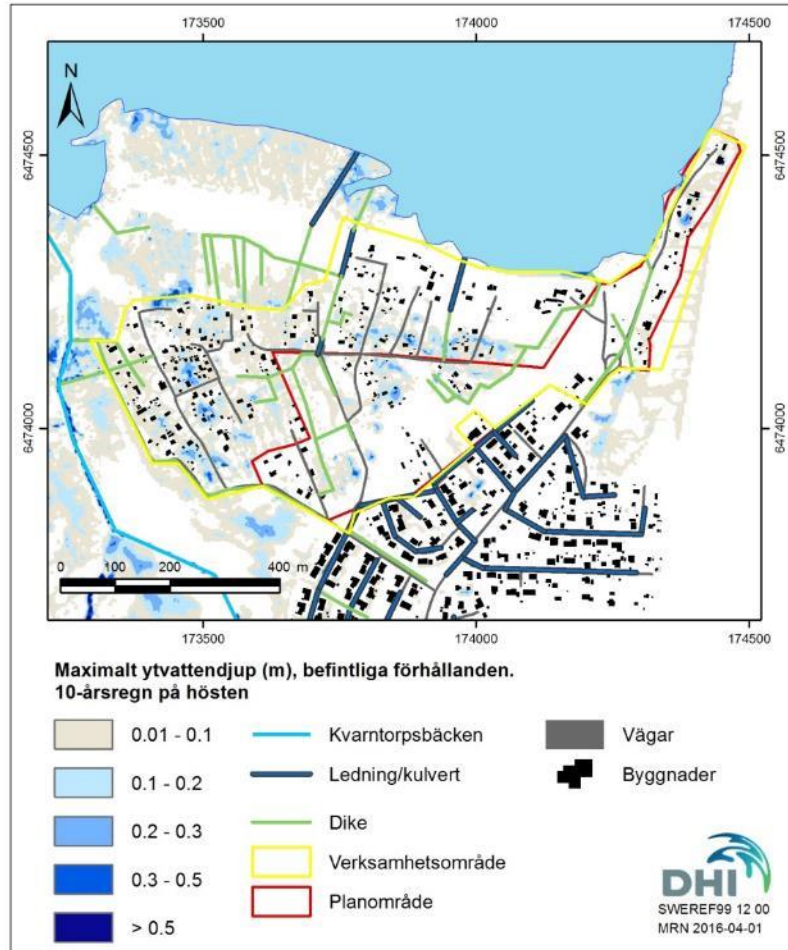 173500 174000 174500
N
6474500 6474500
6474000 6474000
0 100 200 400 m
173500 174000 174500
Maximalt ytvattendjup (m), befintliga förhållanden.
10-årsregn på hösten
0.01 - 0.1 Kvarntorpsbäcken Vägar
0.1 - 0.2 Ledning/kulvert Byggnader
0.2 - 0.3 Dike
0.3 - 0.5 Verksamhetsområde
> 0.5 Planområde
DHI
SWEREF99 12 00
MRN 2016-04-01